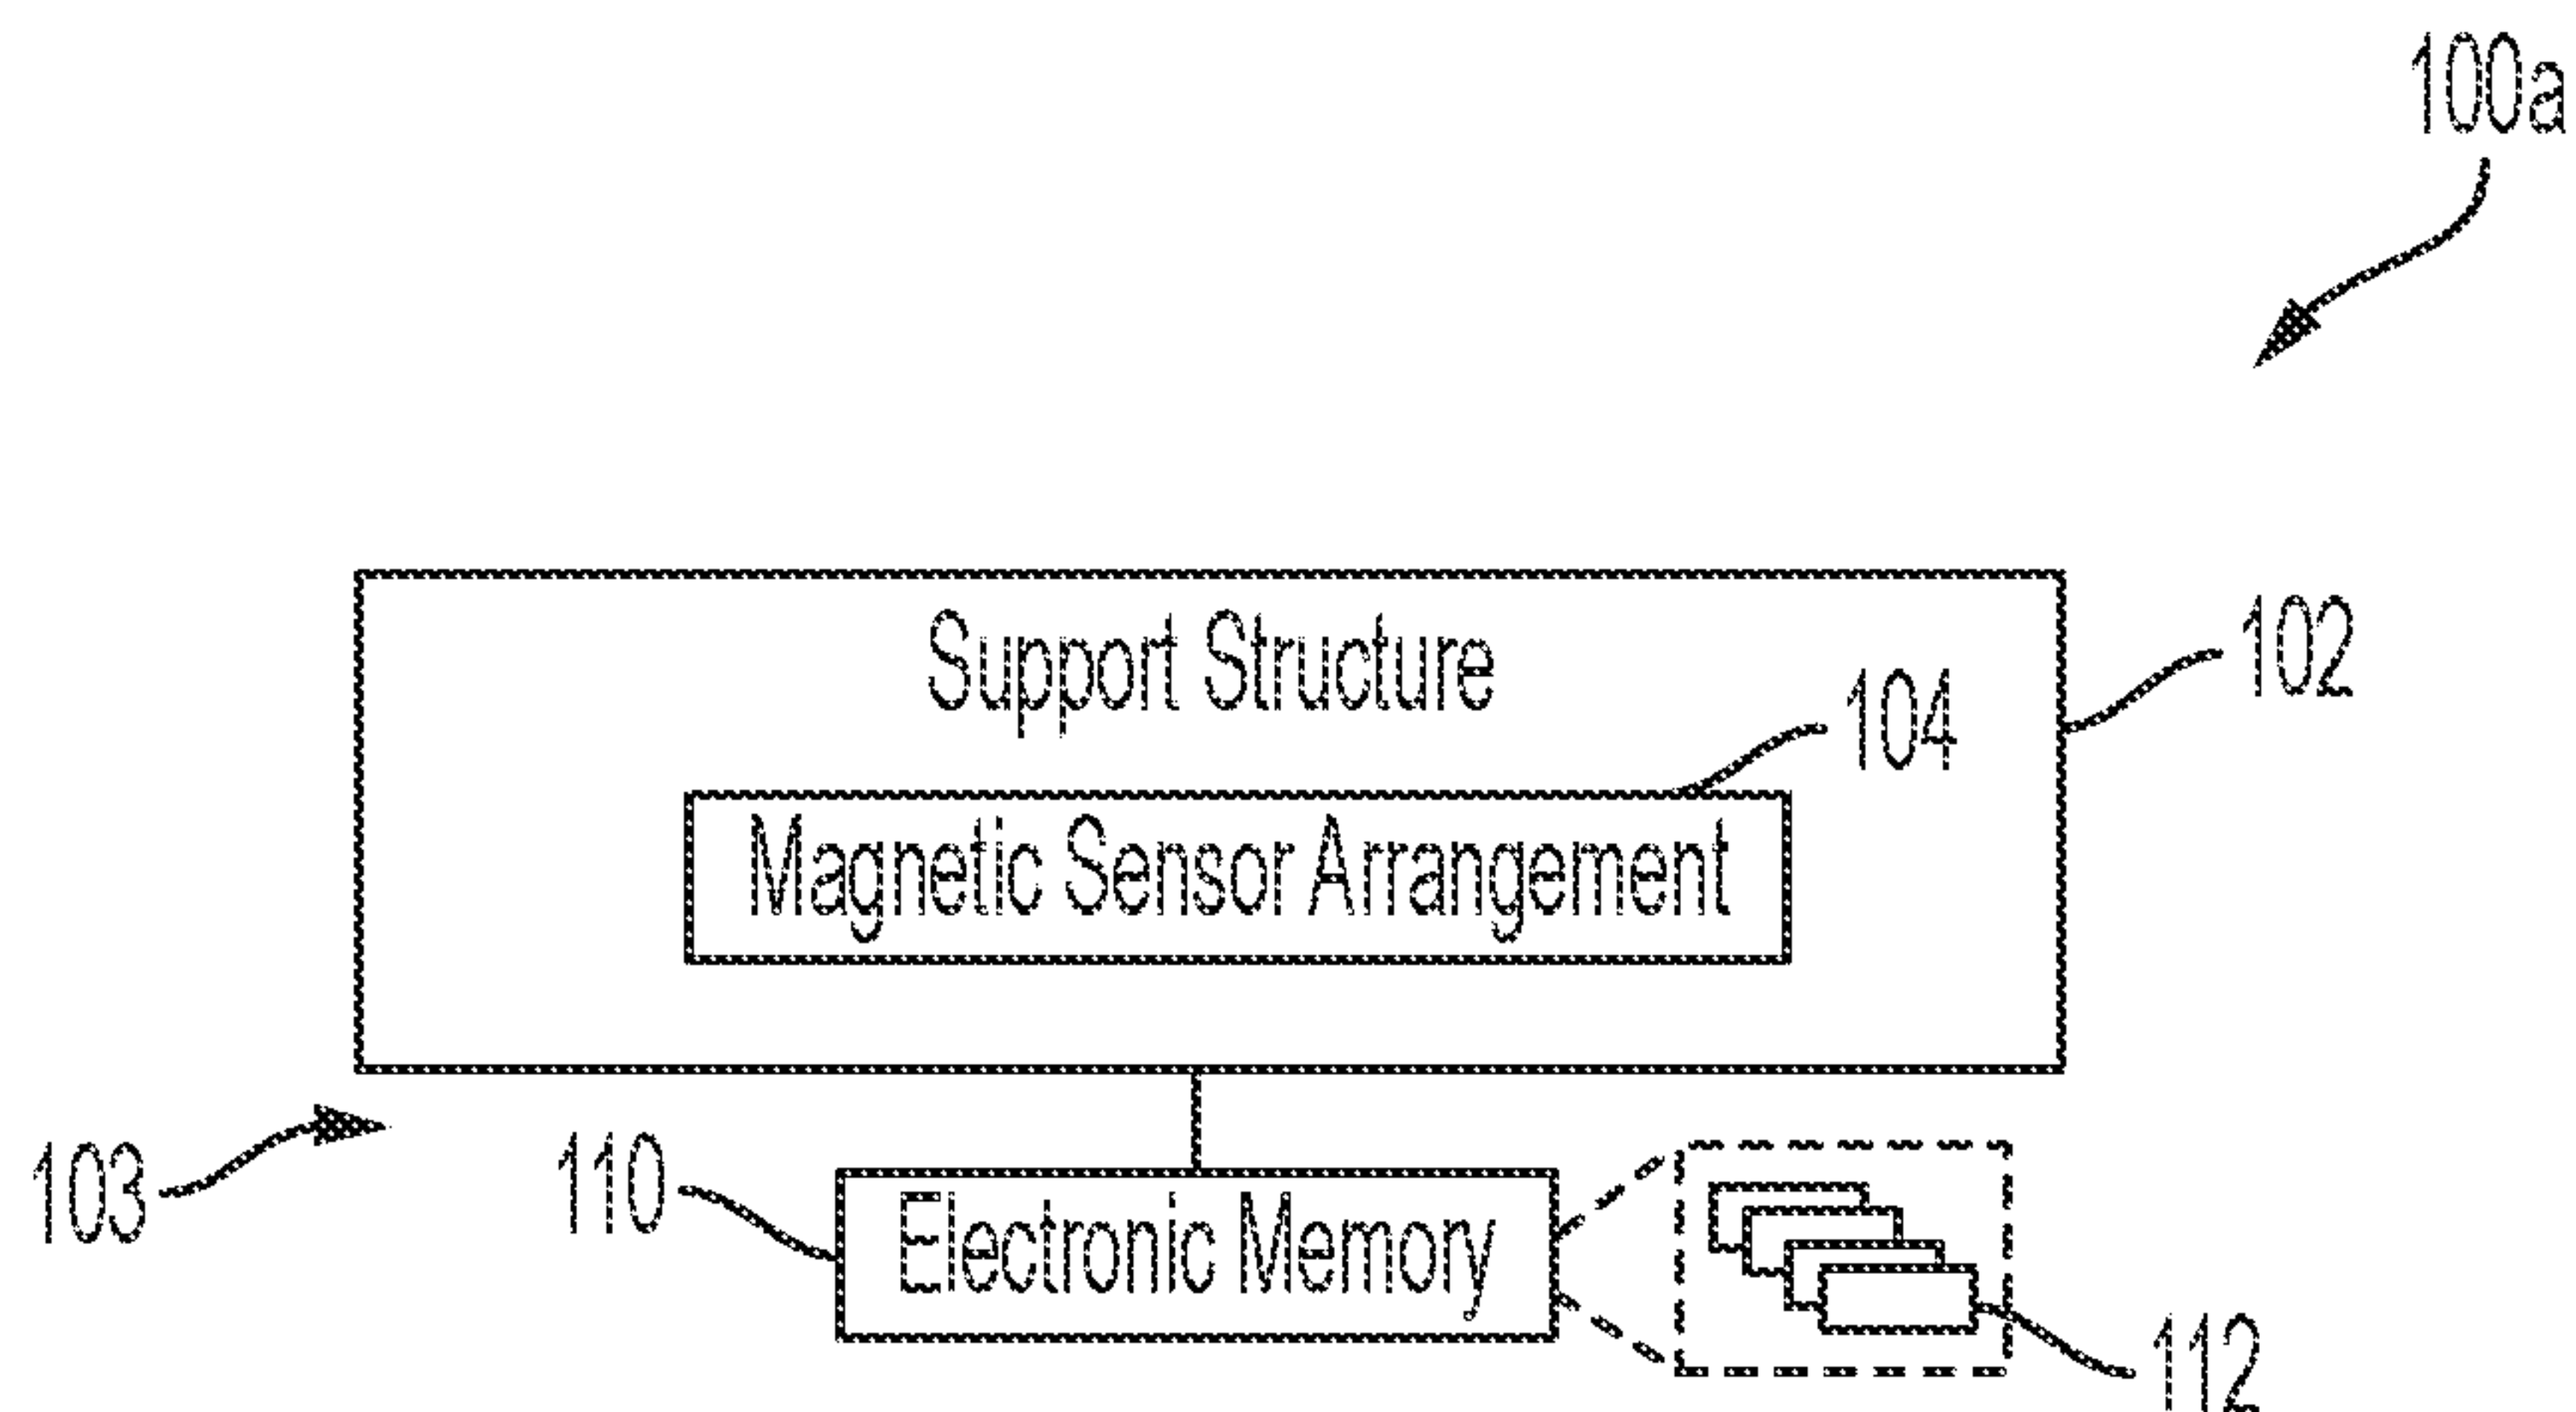 100a
Support Structure
102
104
Magnetic Sensor Arrangement
103
110
Electronic Memory
112